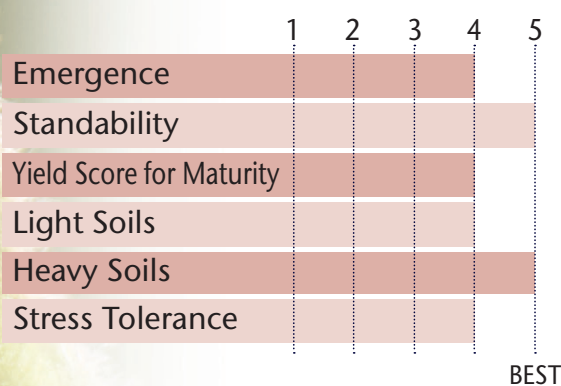 1 2 3 4 5
Emergence
Standability
Yield Score for Maturity
Light Soils
Heavy Soils
Stress Tolerance
BEST